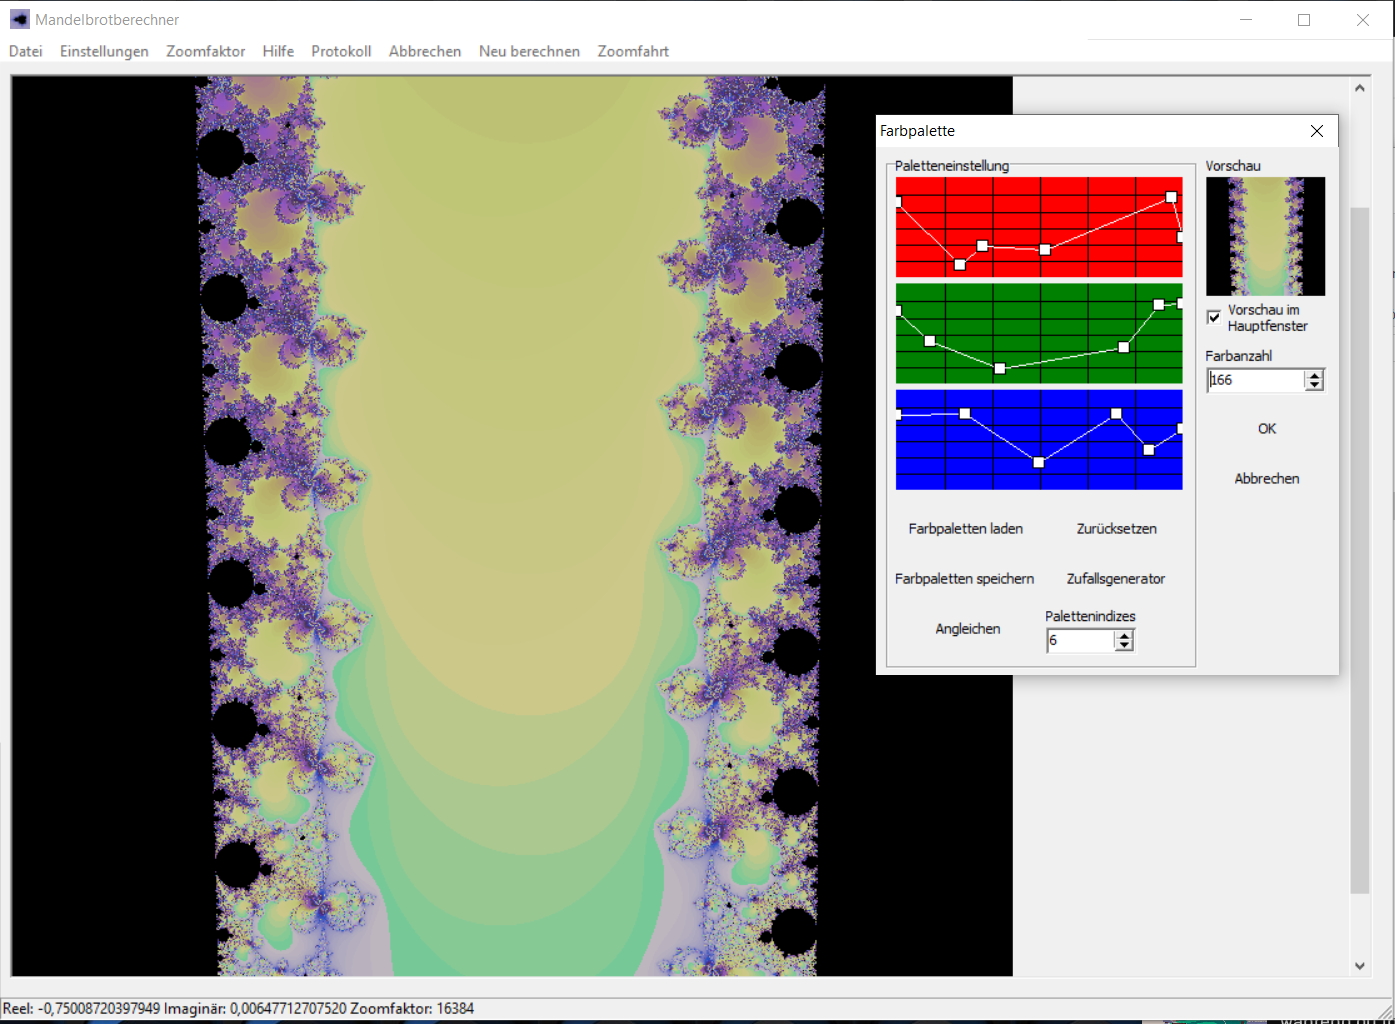 Mandelbrotberechner
Datei Einstellungen Zoomfaktor Hilfe Protokoll Abbrechen Neu berechnen Zoomfahrt
Farbpalette
Paletteneinstellung
Vorschau
Vorschau im
Hauptfenster
Farbanzahl
166
OK
Abbrechen
Farbpaletten laden
Zurücksetzen
Farbpaletten speichern
Zufallsgenerator
Angleichen
Palettenindizes
6
Reel: -0,75008720397949 Imaginär: 0,00647712707520 Zoomfaktor: 16384